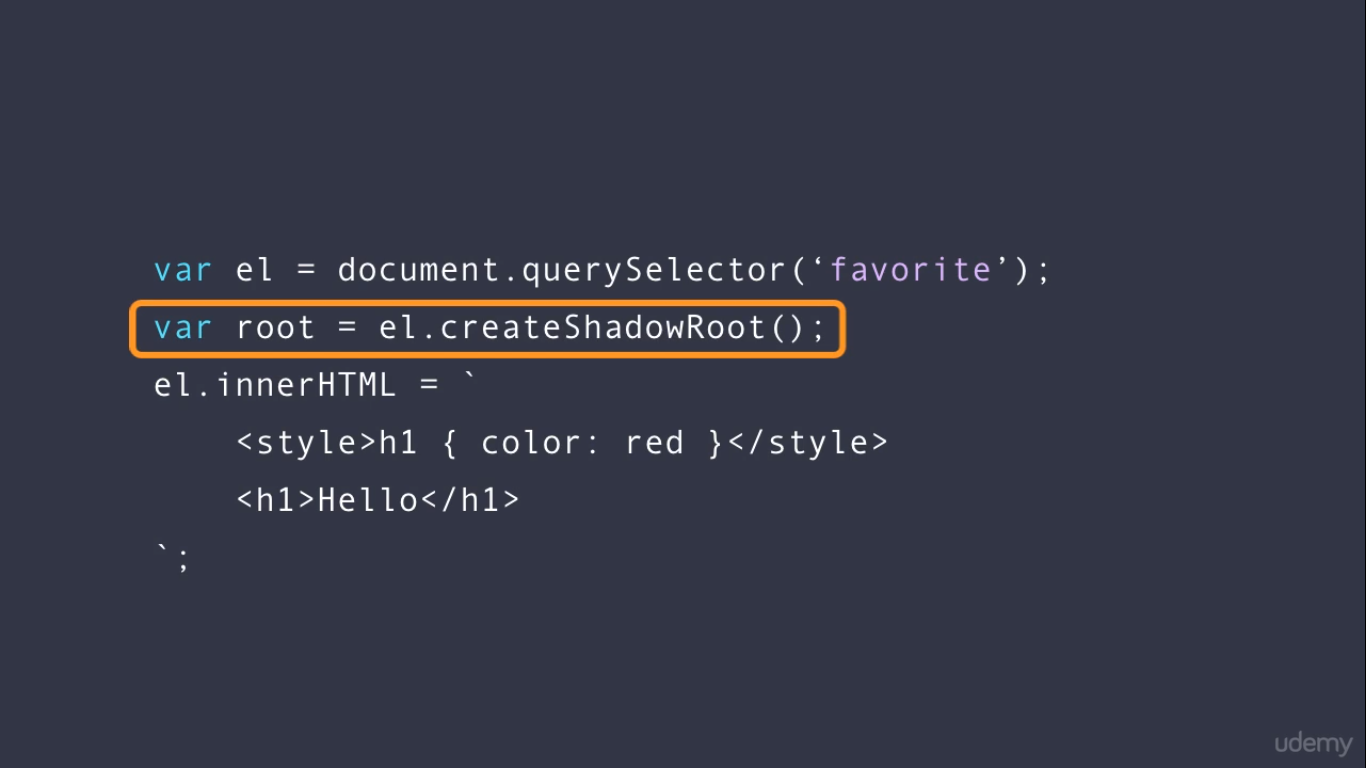 var el = document.querySelector(‘favorite’);
var root = el.createShadowRoot();
el.innerHTML = `
<style>h1 { color: red }</style>
<h1>Hello</h1>
`;
udemy